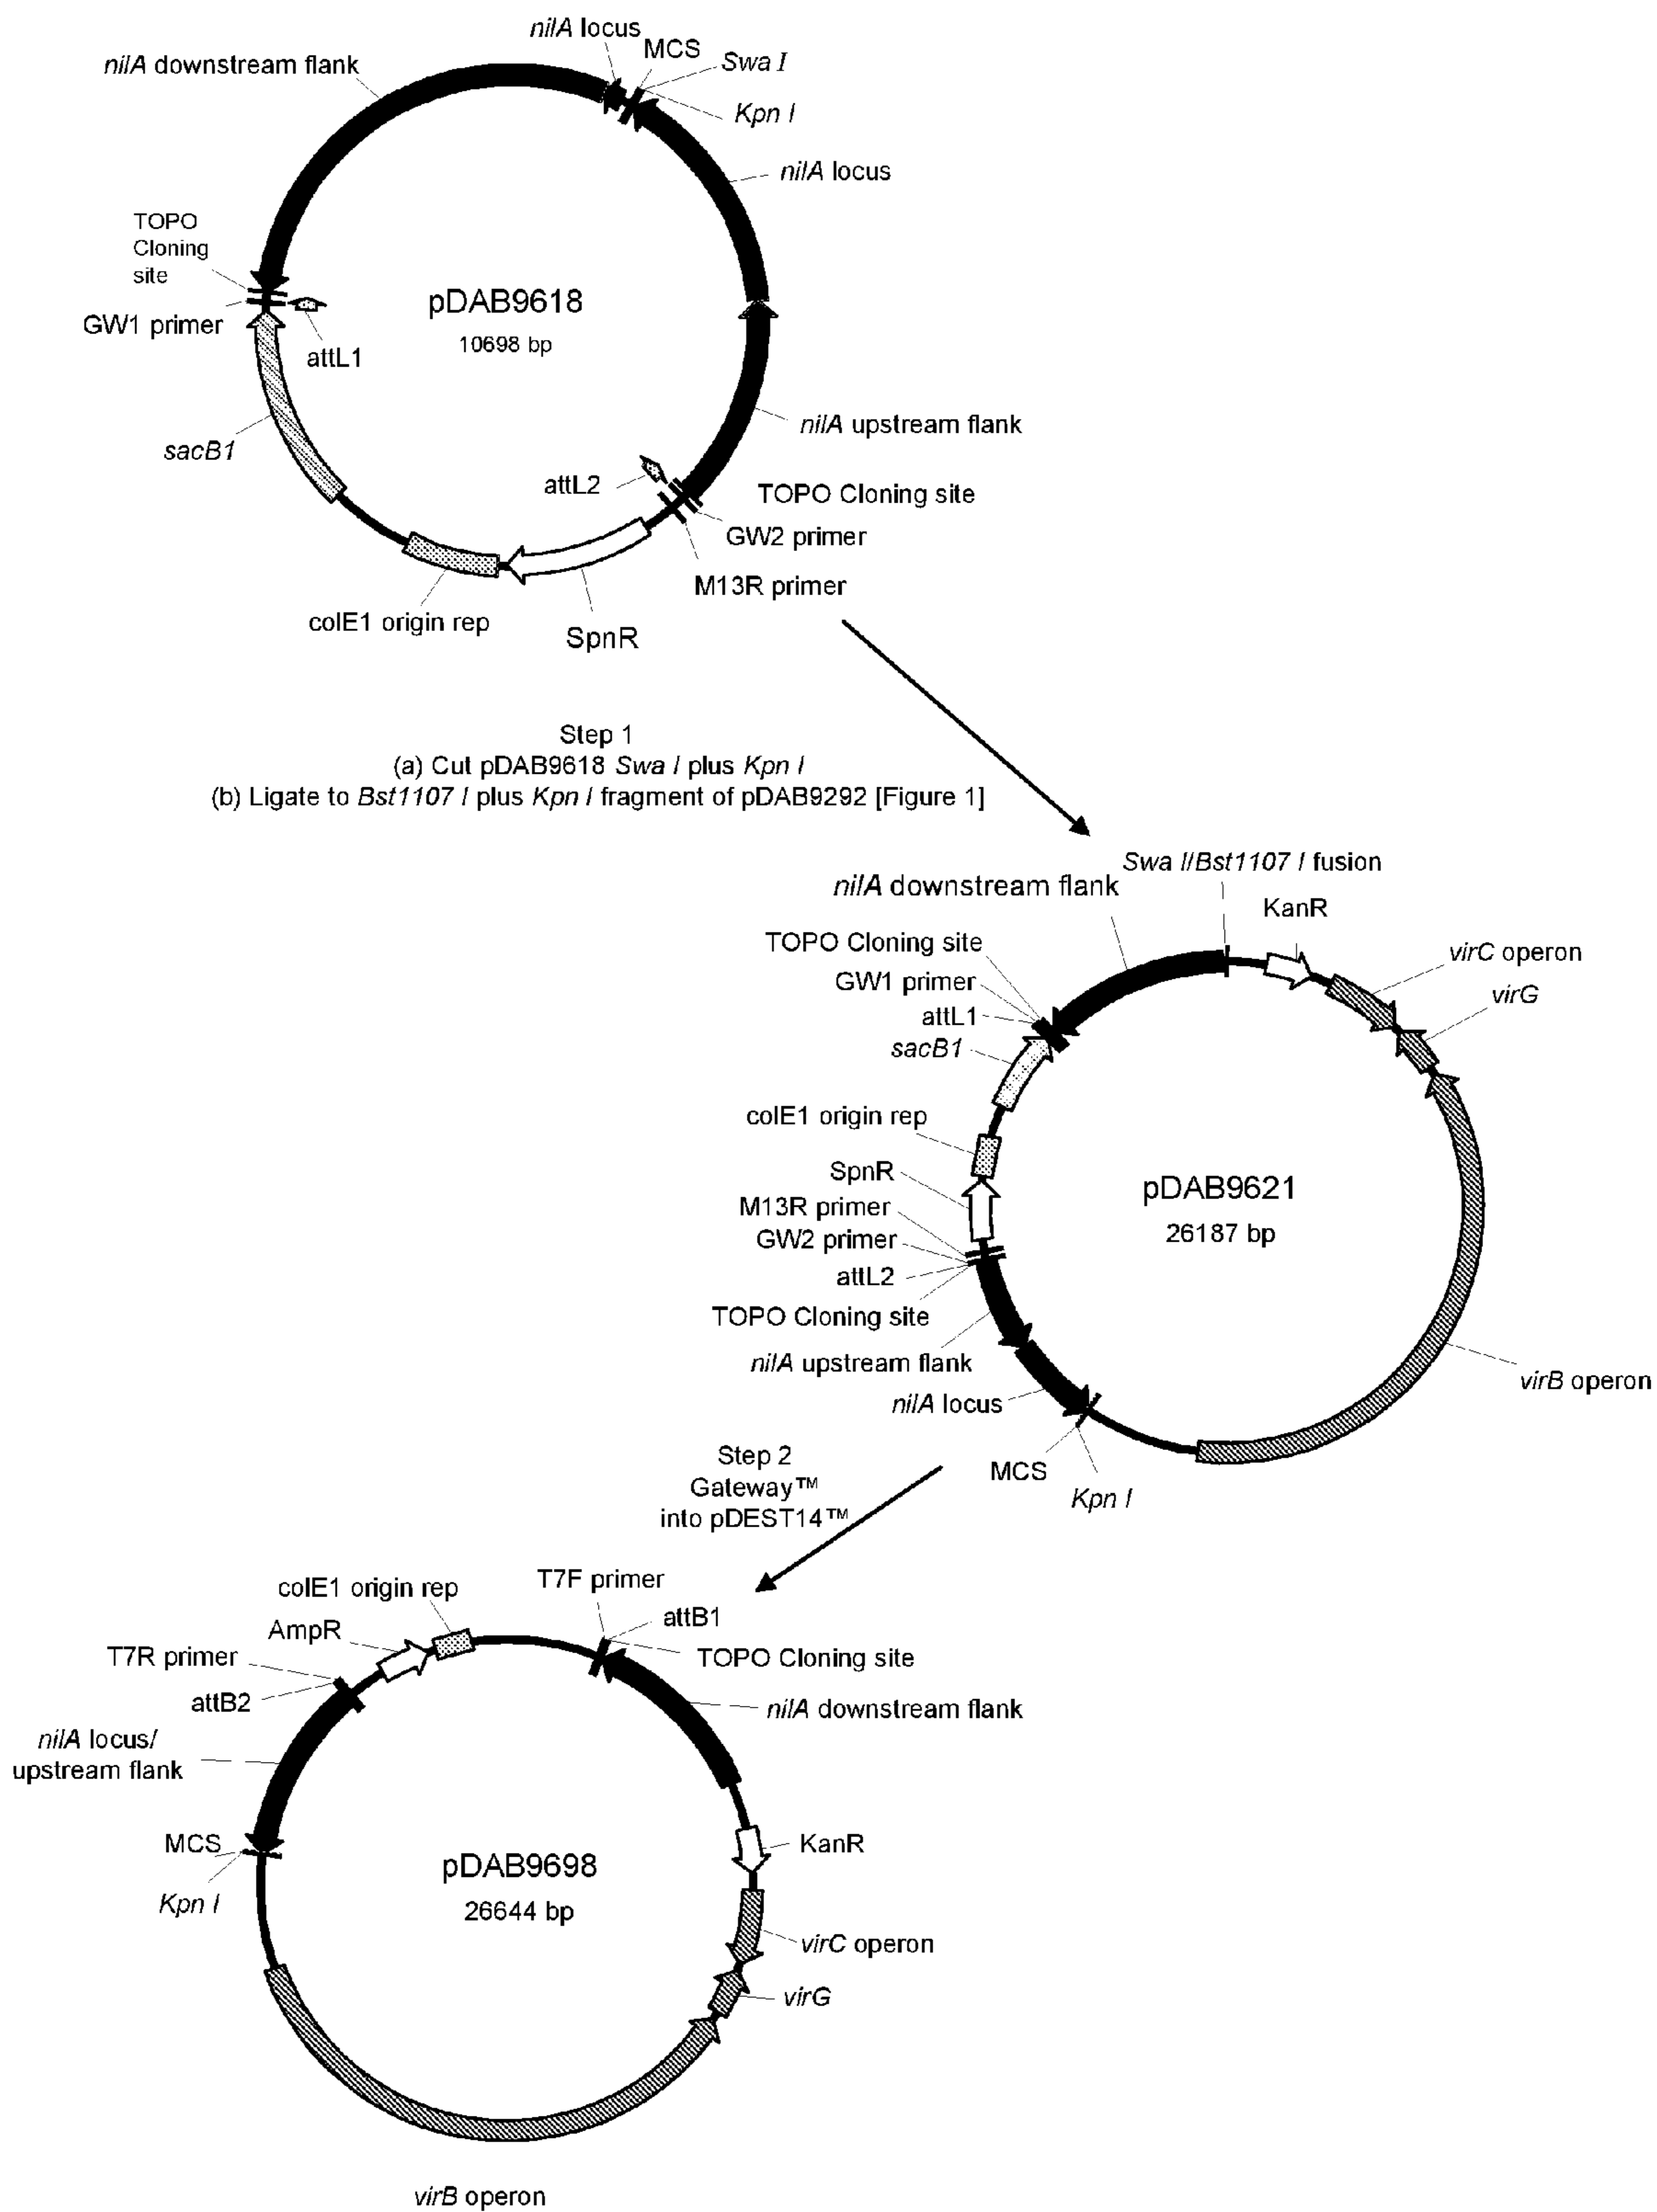 nilA locus
MCS
nilA downstream flank
Swa I
Kpn I
nilA locus
TOPO
Cloning
site
GW1 primer
attL1
pDAB9618
10698 bp
sacB1
nilA upstream flank
attL2
TOPO Cloning site
GW2 primer
M13R primer
colE1 origin rep
SpnR
Step 1
(a) Cut pDAB9618 Swa I plus Kpn I
(b) Ligate to Bst1107 I plus Kpn I fragment of pDAB9292 [Figure 1]
Swa I/Bst1107 I fusion
nilA downstream flank
KanR
TOPO Cloning site
virC operon
GW1 primer
virG
attL1
sacB1
colE1 origin rep
SpnR
pDAB9621
M13R primer
26187 bp
GW2 primer
attL2
TOPO Cloning site
nilA upstream flank
virB operon
nilA locus
MCS
Kpn I
Step 2
Gateway™
into pDEST14™
T7F primer
colE1 origin rep
attB1
AmpR
T7R primer
TOPO Cloning site
attB2
nilA downstream flank
nilA locus/
upstream flank
MCS
KanR
pDAB9698
Kpn I
26644 bp
virC operon
virG
virB operon